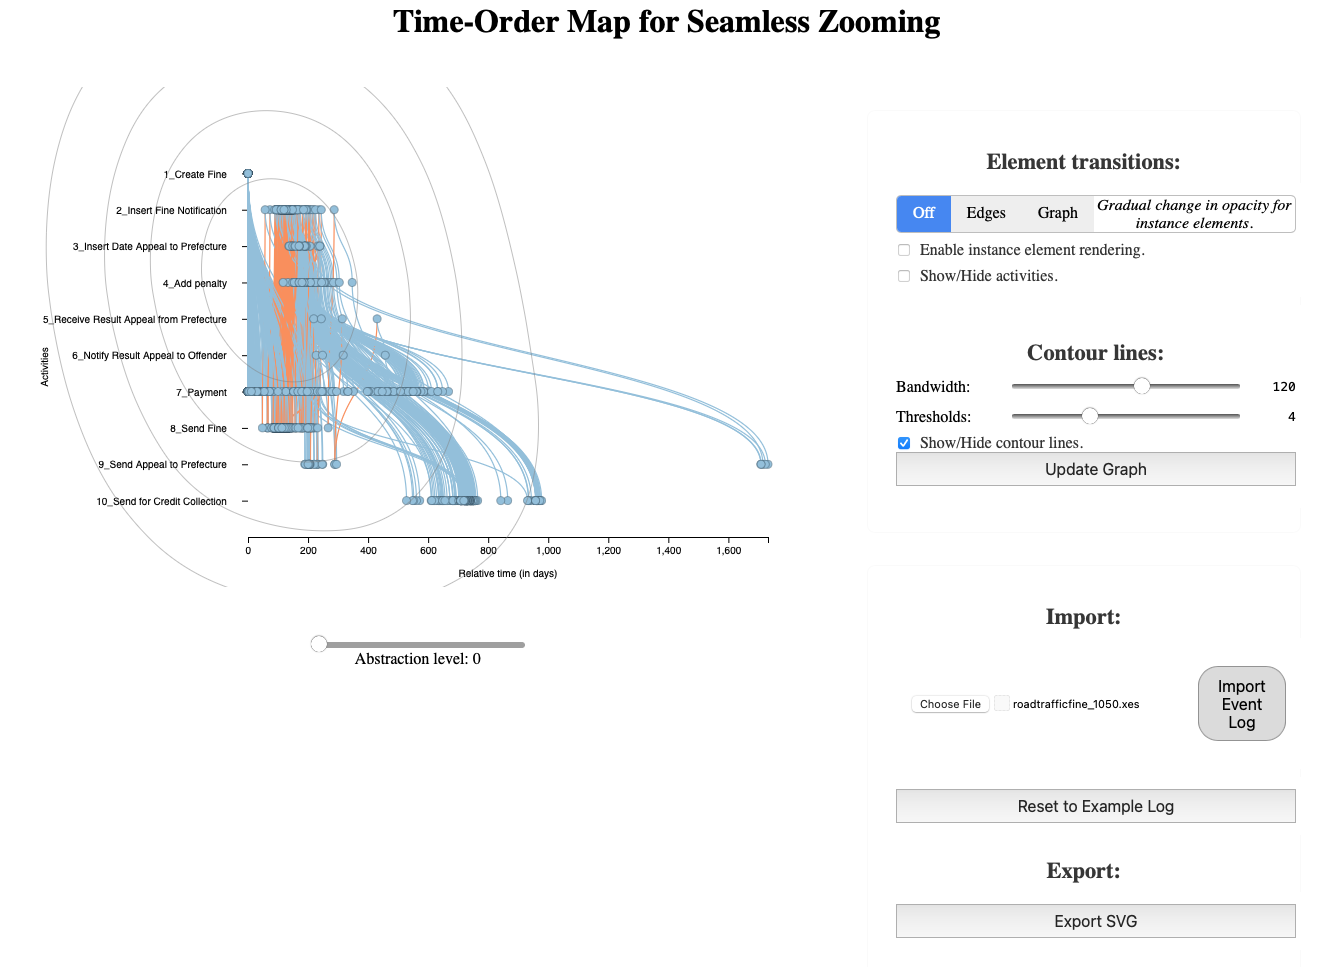 Time-Order Map for Seamless Zooming
1_Create Fine
2_Insert Fine Notification
3_Insert Date Appeal to Prefecture
4_Add penalty
5_Receive Result Appeal from Prefecture
6_Notify Result Appeal to Offender
7_Payment
8_Send Fine
9_Send Appeal to Prefecture
10_Send for Credit Collection
Activities
0 200 400 600 800 1,000 1,200 1,400 1,600
Relative time (in days)
Abstraction level: 0
Element transitions:
Off Edges Graph Gradual change in opacity for
instance elements.
Enable instance element rendering.
Show/Hide activities.
Contour lines:
Bandwidth: 120
Thresholds: 4
Show/Hide contour lines.
Update Graph
Import:
Choose File roadtrafficfine_1050.xes
Import
Event
Log
Reset to Example Log
Export:
Export SVG